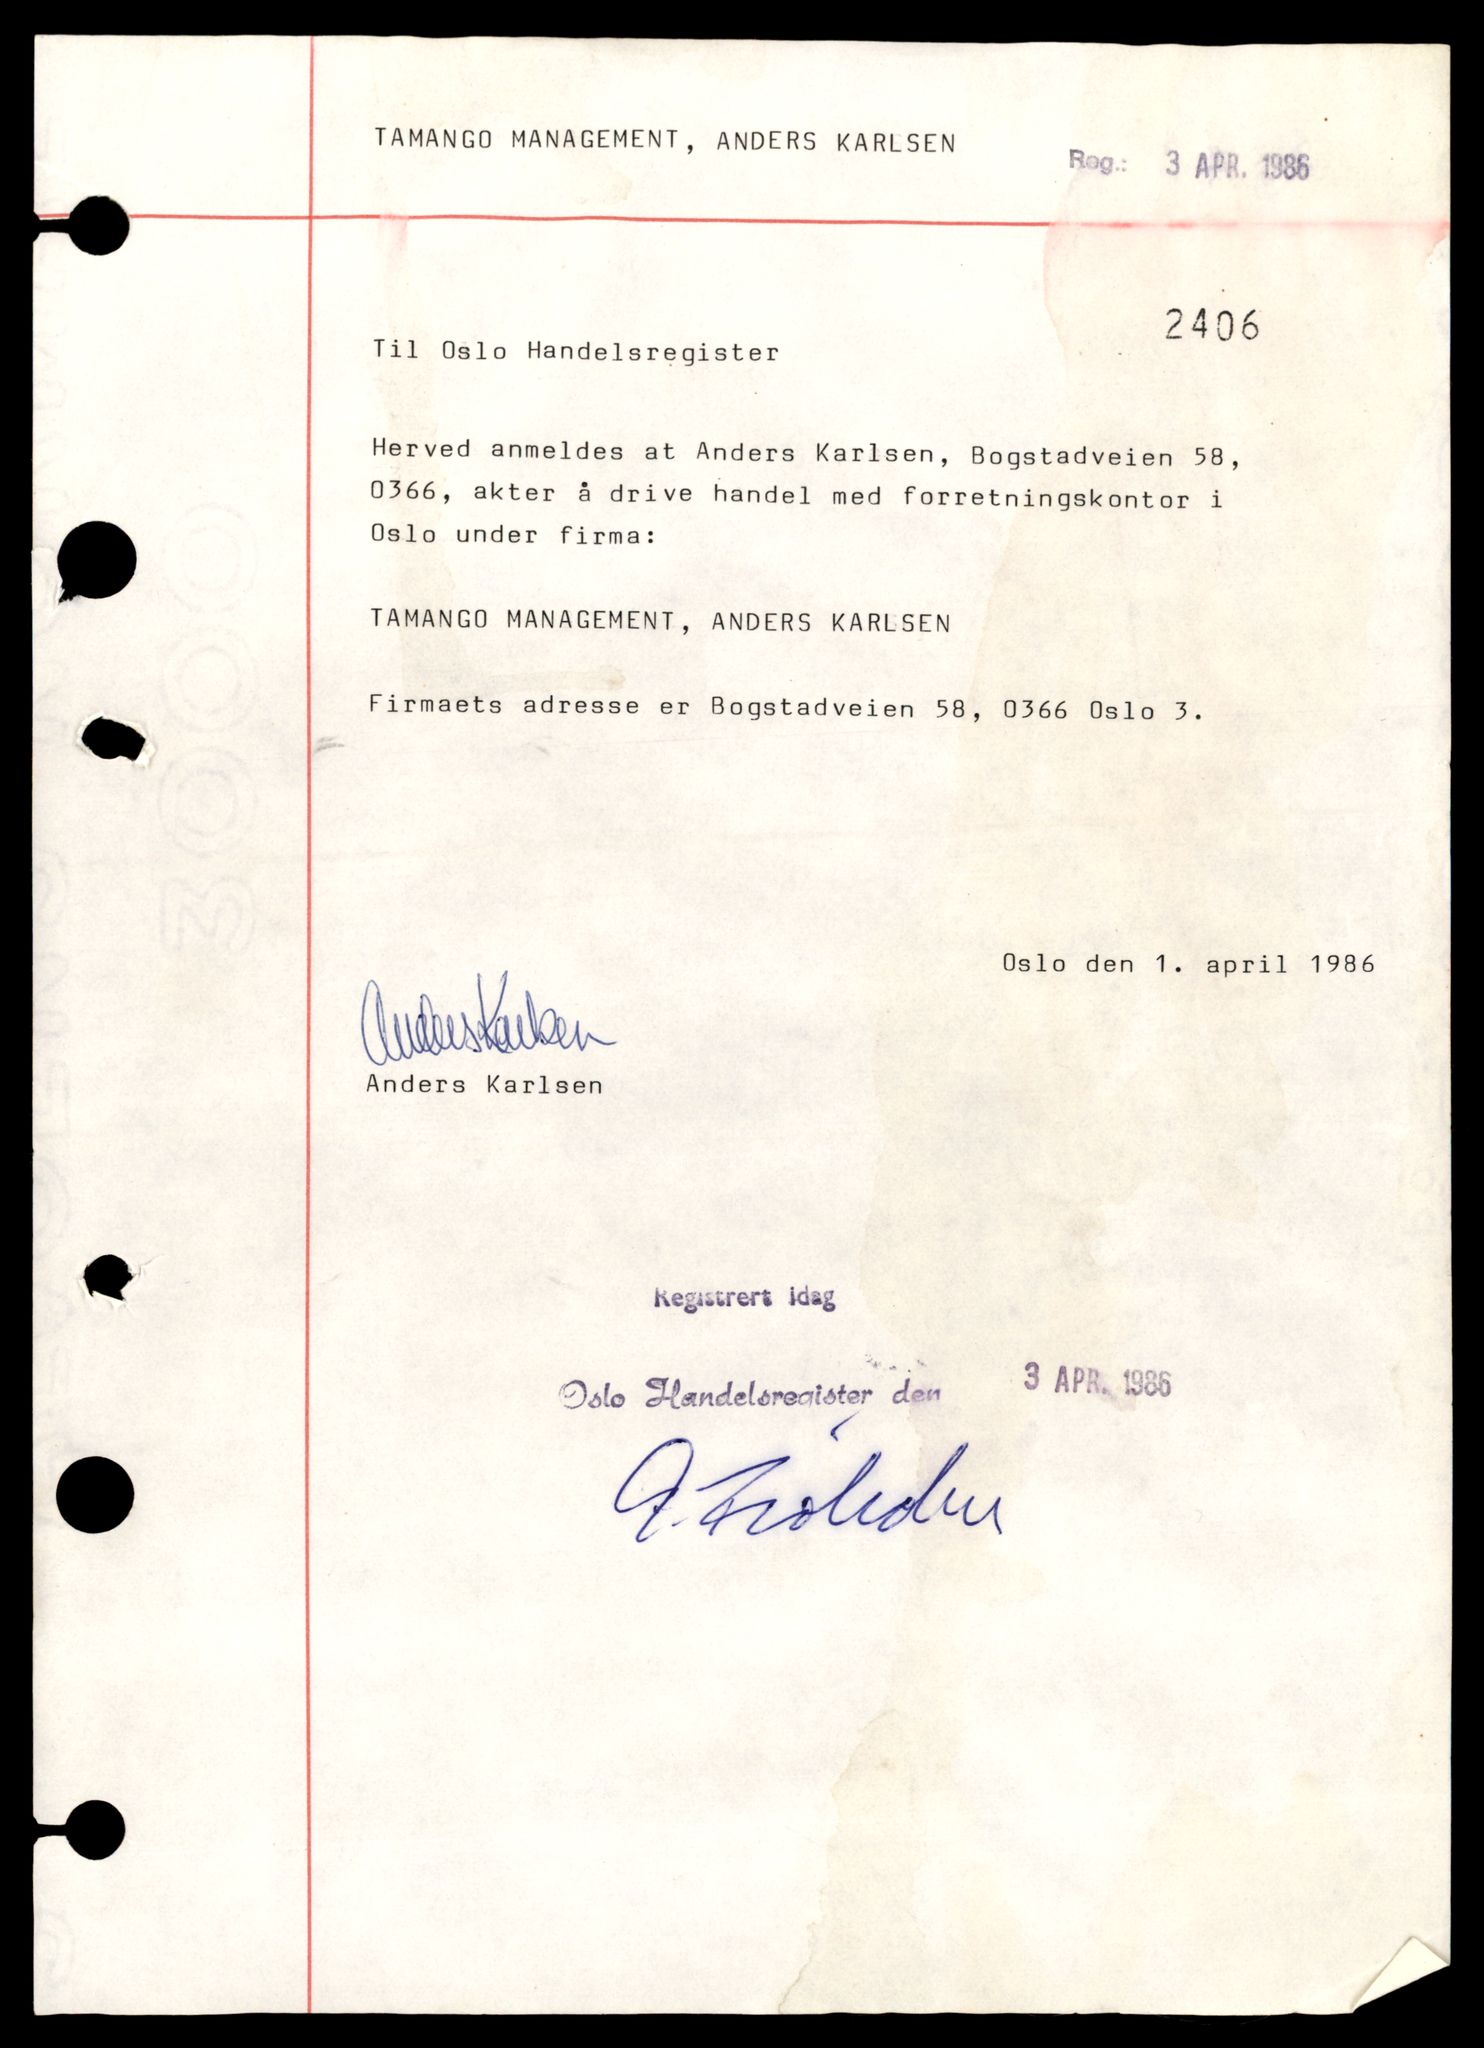 TAMANGO MANAGEMENT, ANDERS KARLSEN
Reg.: 3 APR. 1986
2406
Til Oslo Handelsregister
Herved anmeldes at Anders Karlsen, Bogstadveien 58,
0366, akter å drive handel med forretningskontor i
Oslo under firma:
TAMANGO MANAGEMENT, ANDERS KARLSEN
Firmaets adresse er Bogstadveien 58, 0366 Oslo 3.
Oslo den 1. april 1986
Anders Karlsen
Anders Karlsen
Registrert idag
Oslo Handelsregister den 3 APR. 1986